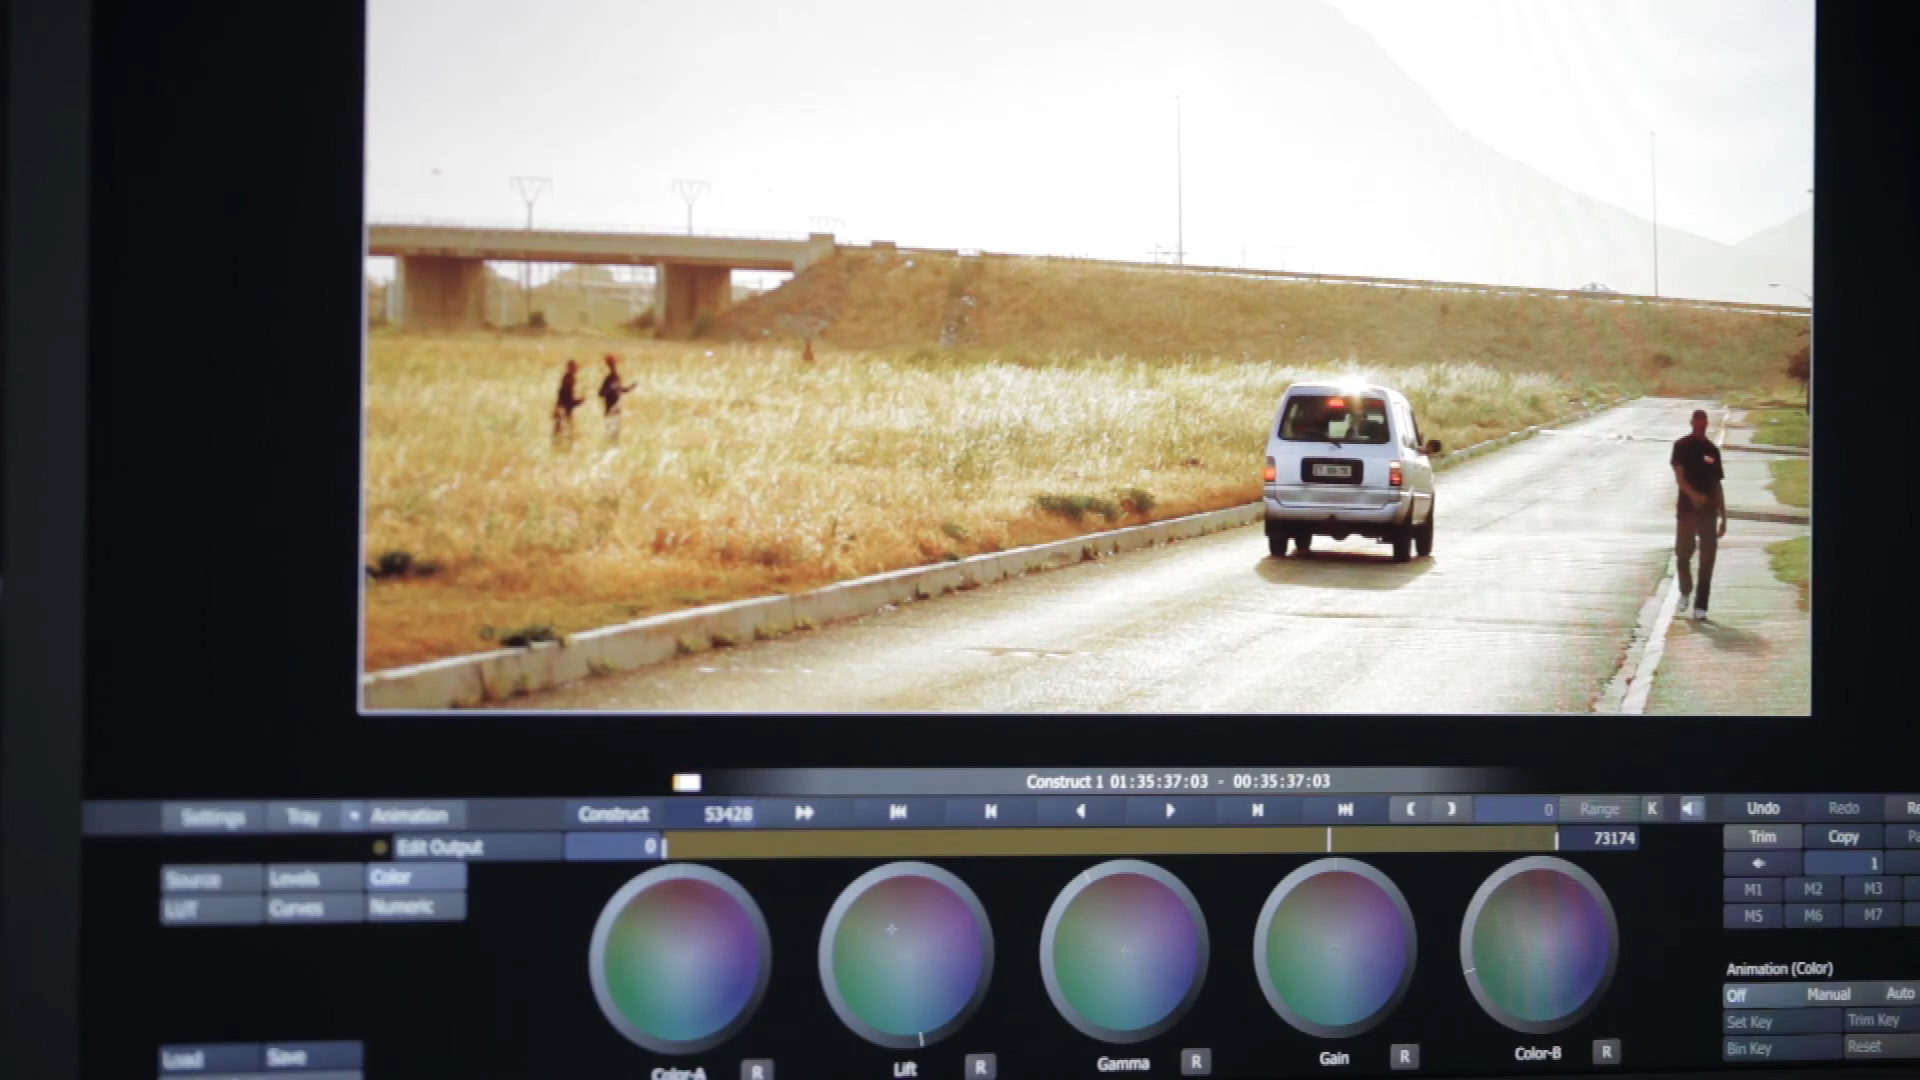 Construct 1 01:35:37:03 - 00:35:37:03
Settings Tray Animation Construct 53428 0 Range K Undo Redo Re
Edit Output 0 73174 Trim Copy Pa
1
Source Levels Color M1 M2 M3
LUT Curves Numeric M5 M6 M7
Animation (Color)
Off Manual Auto
Set Key Trim Key
Bin Key Reset
Load Save
Color-A R Lift R Gamma R Gain R Color-B R